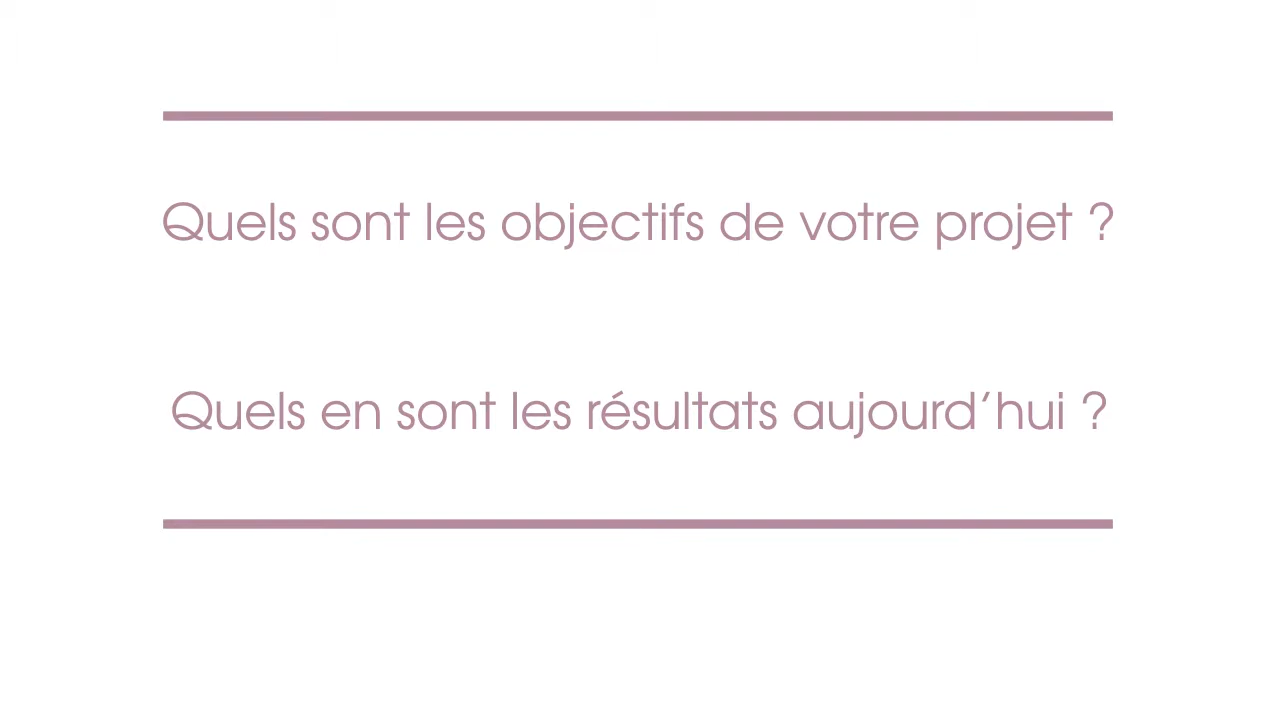 Quels sont les objectifs de votre projet ?
Quels en sont les résultats aujourd’hui ?